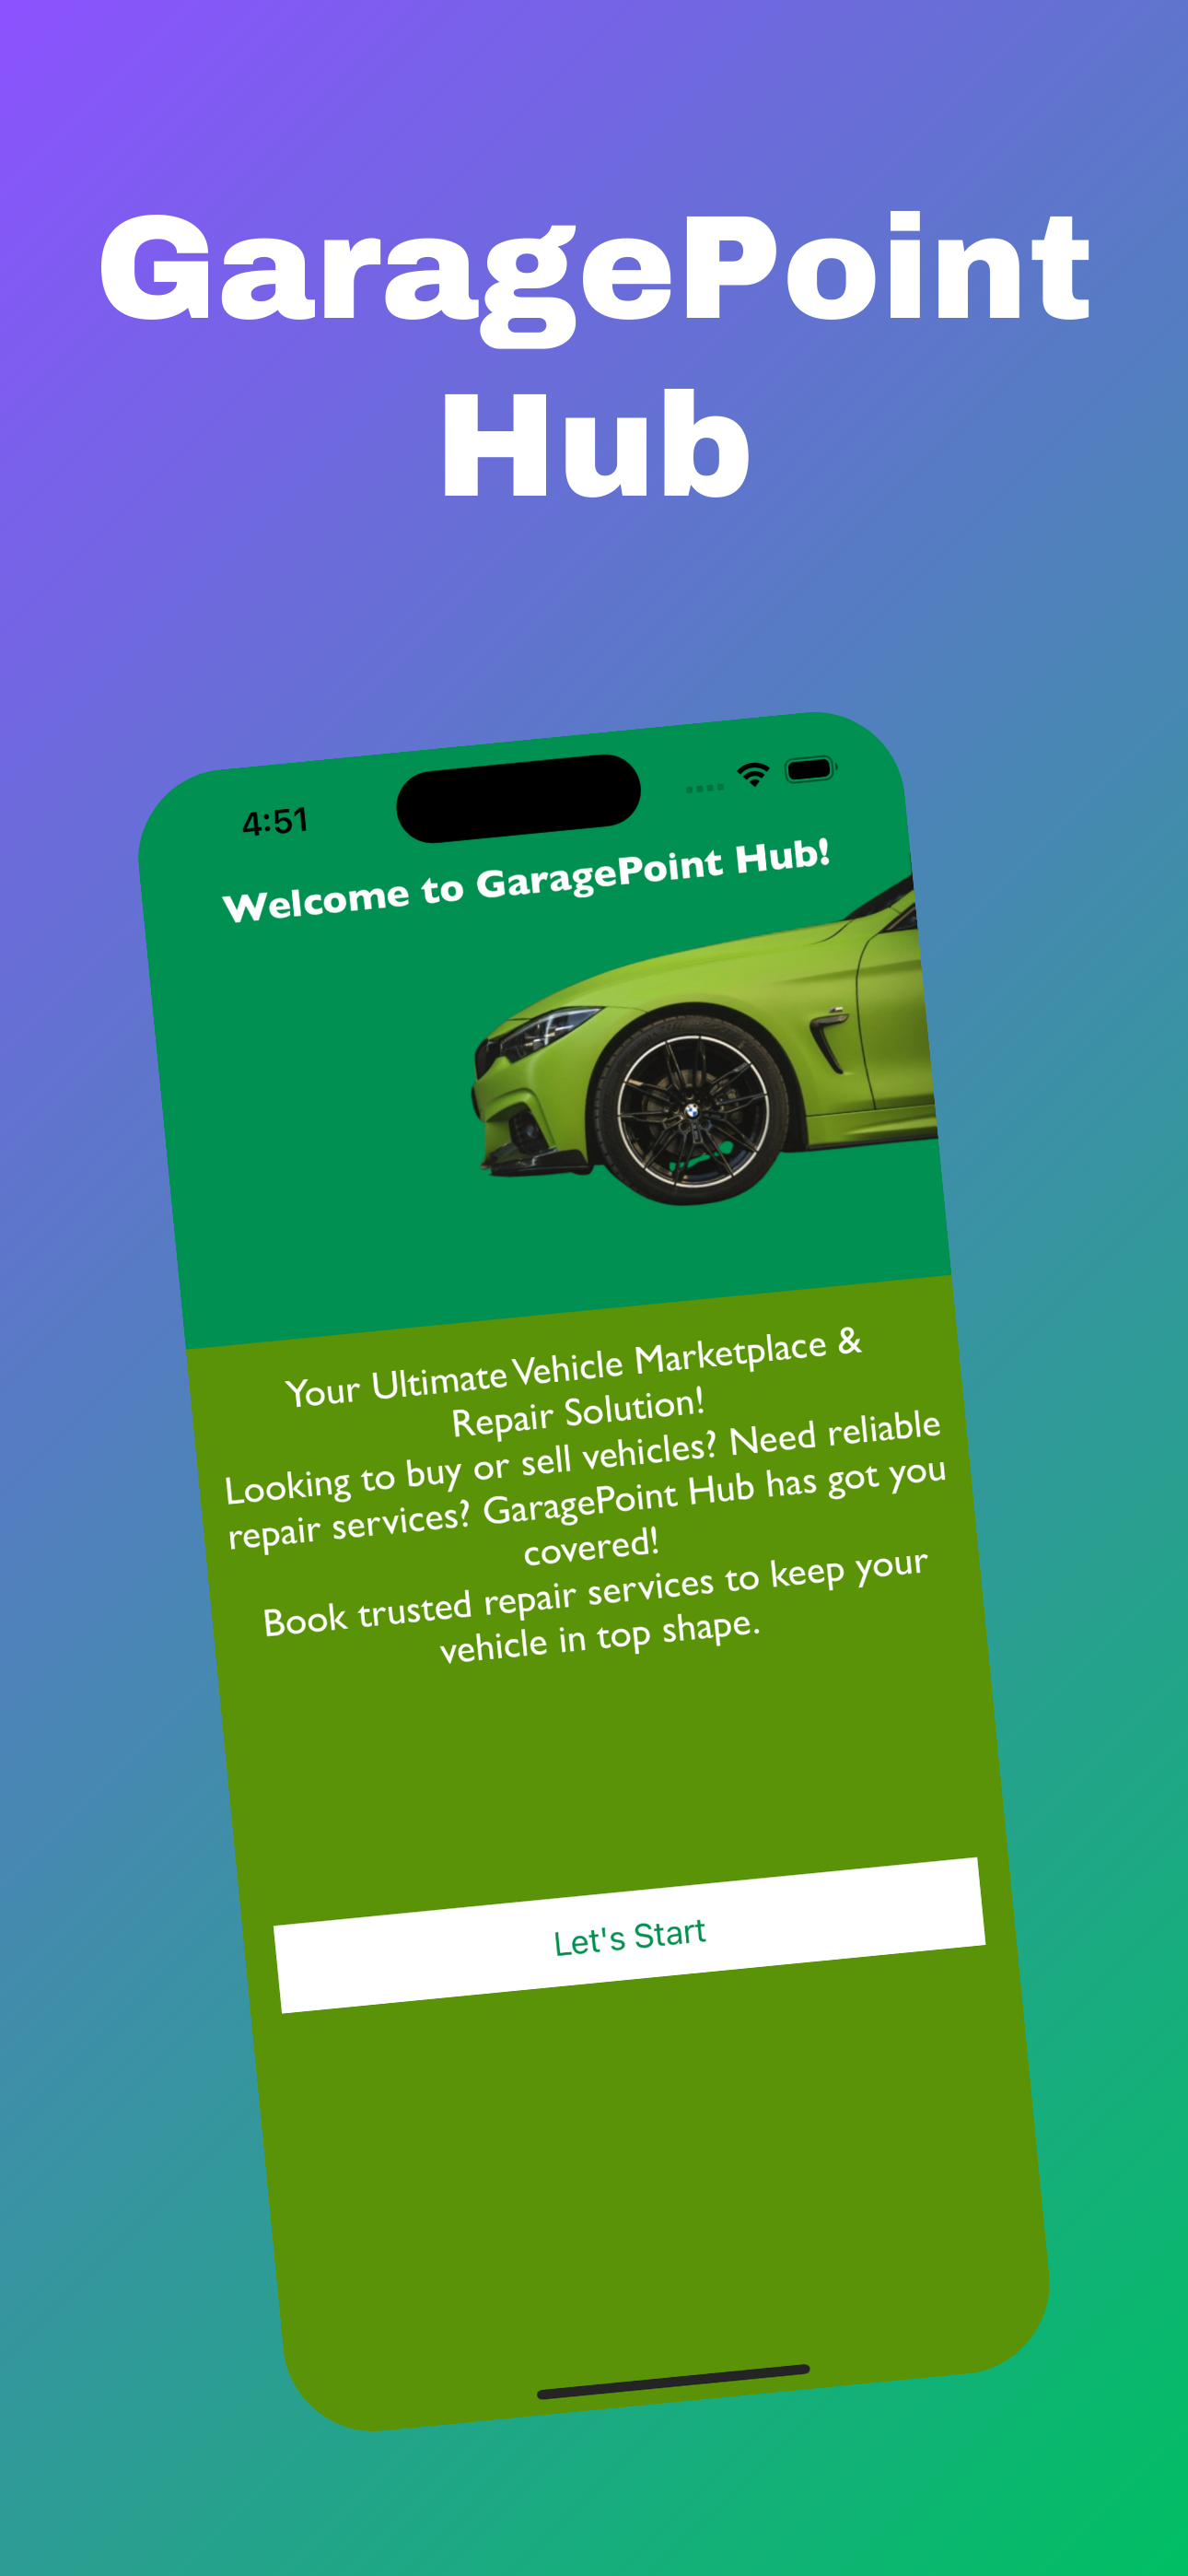 GaragePoint
Hub
4:51
Welcome to GaragePoint Hub!
Your Ultimate Vehicle Marketplace &
Repair Solution!
Looking to buy or sell vehicles? Need reliable
repair services? GaragePoint Hub has got you
covered!
Book trusted repair services to keep your
vehicle in top shape.
Let's Start